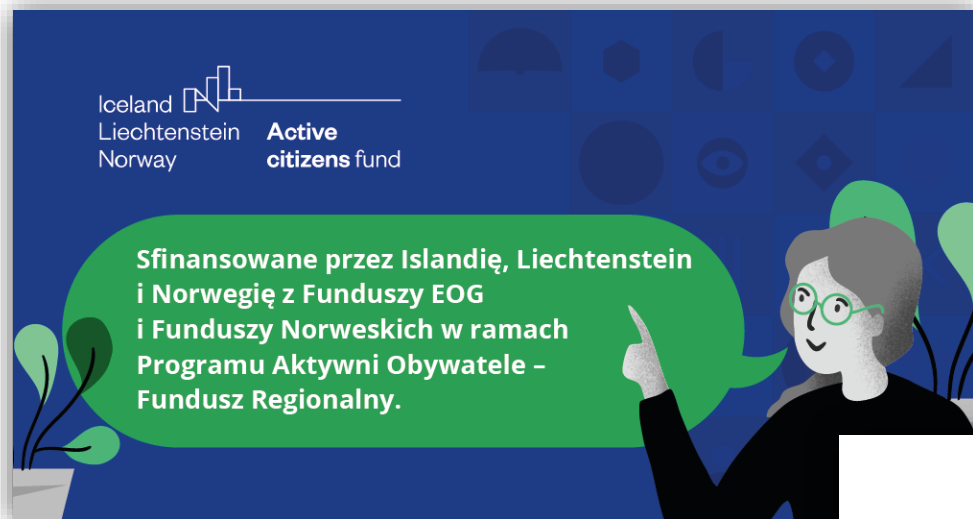 Iceland
Liechtenstein
Norway
Active
citizens fund
Sfinansowane przez Islandię, Liechtenstein
i Norwegię z Funduszy EOG
i Funduszy Norweskich w ramach
Programu Aktywni Obywatele –
Fundusz Regionalny.